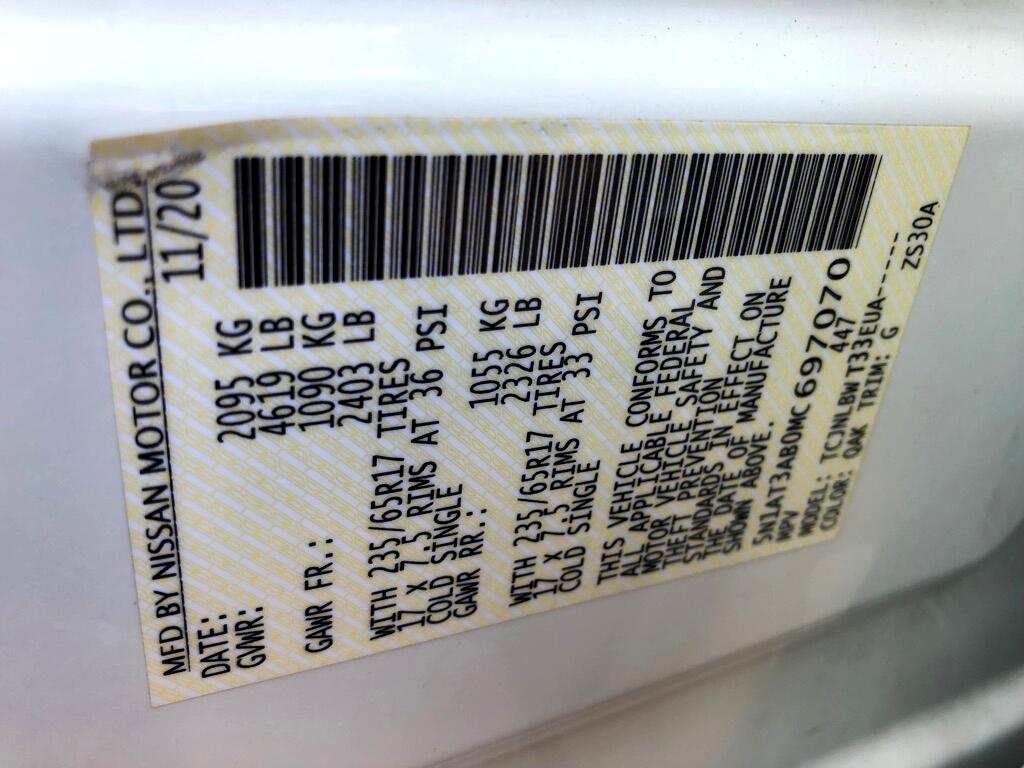 MFD BY NISSAN MOTOR CO., LTD.
DATE: 11/20
GVWR: 2095 KG
4619 LB
GAWR FR.: 1090 KG
2403 LB
WITH 235/65R17 TIRES
17 X 7.5 RIMS AT 36 PSI
COLD SINGLE
GAWR RR.: 1055 KG
2326 LB
WITH 235/65R17 TIRES
17 X 7.5 RIMS AT 33 PSI
COLD SINGLE
THIS VEHICLE CONFORMS TO
ALL APPLICABLE FEDERAL
MOTOR VEHICLE SAFETY AND
THEFT PREVENTION
STANDARDS IN EFFECT ON
THE DATE OF MANUFACTURE
SHOWN ABOVE.
5N1AT3AB0MC697070
MPV 447
MODEL: TCJNLBWT33EUA-----
COLOR: QAK TRIM: G
ZS30A